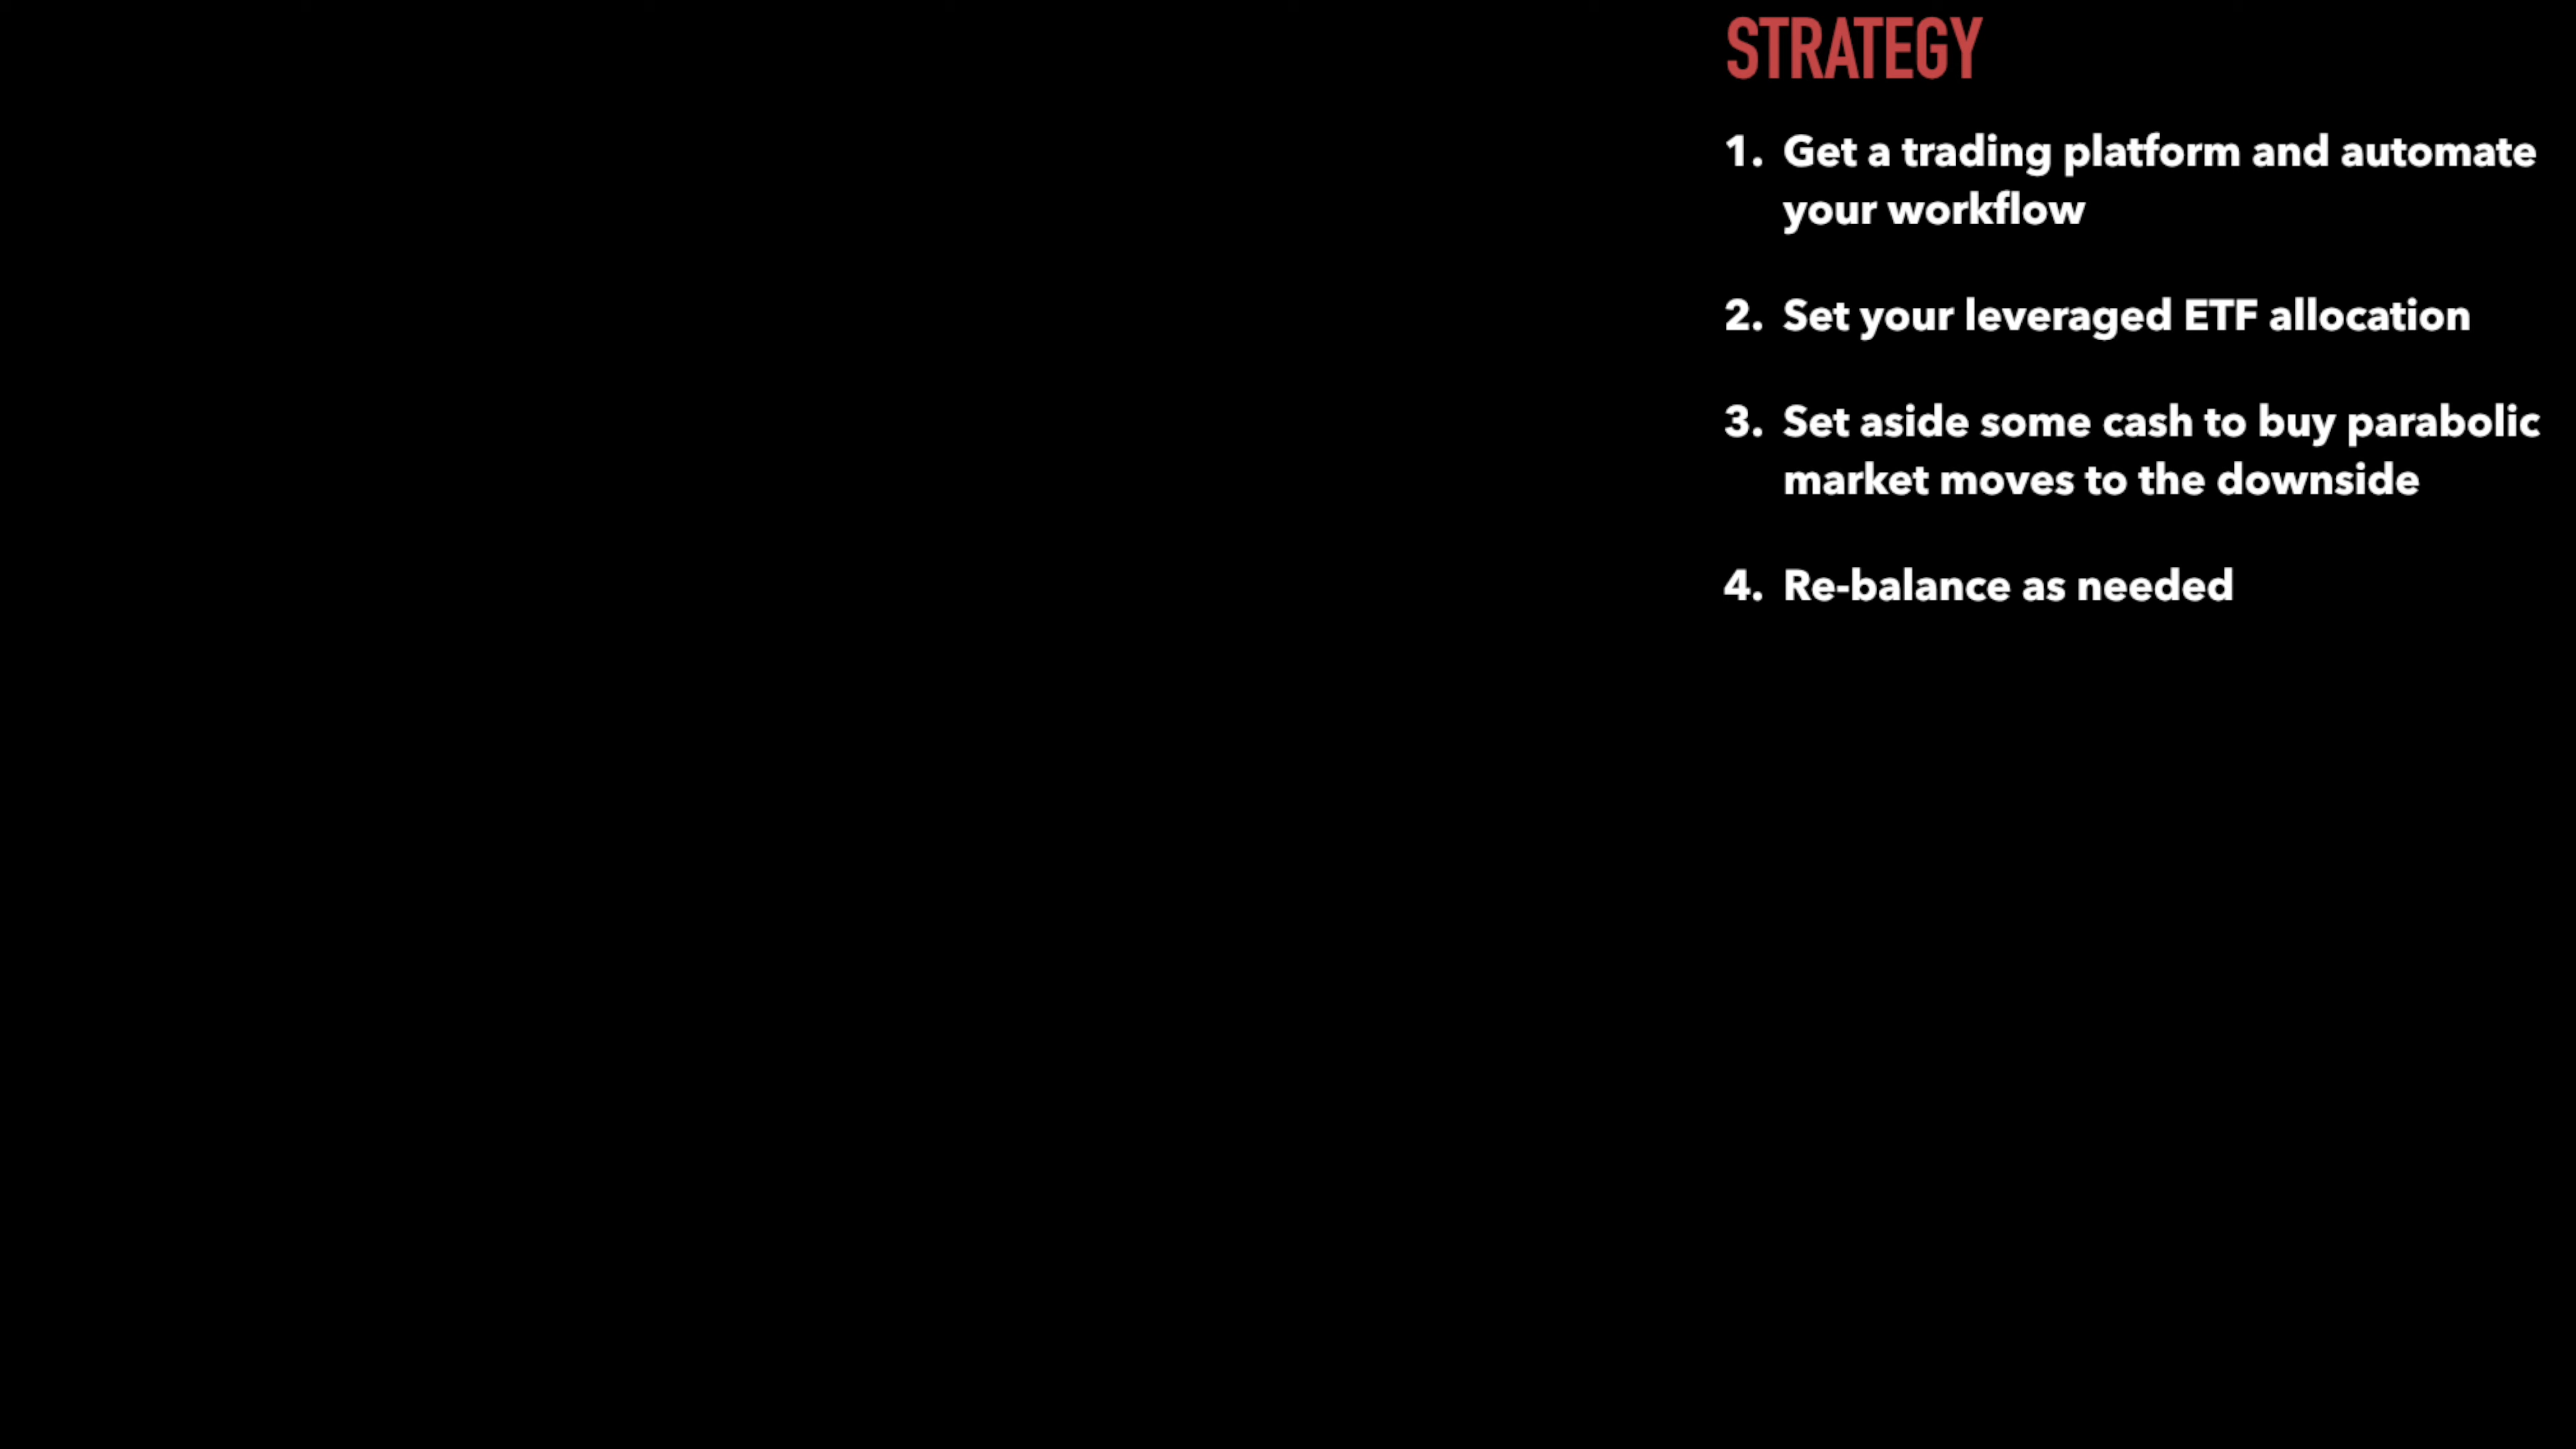 STRATEGY
1. Get a trading platform and automate
your workflow
2. Set your leveraged ETF allocation
3. Set aside some cash to buy parabolic
market moves to the downside
4. Re-balance as needed